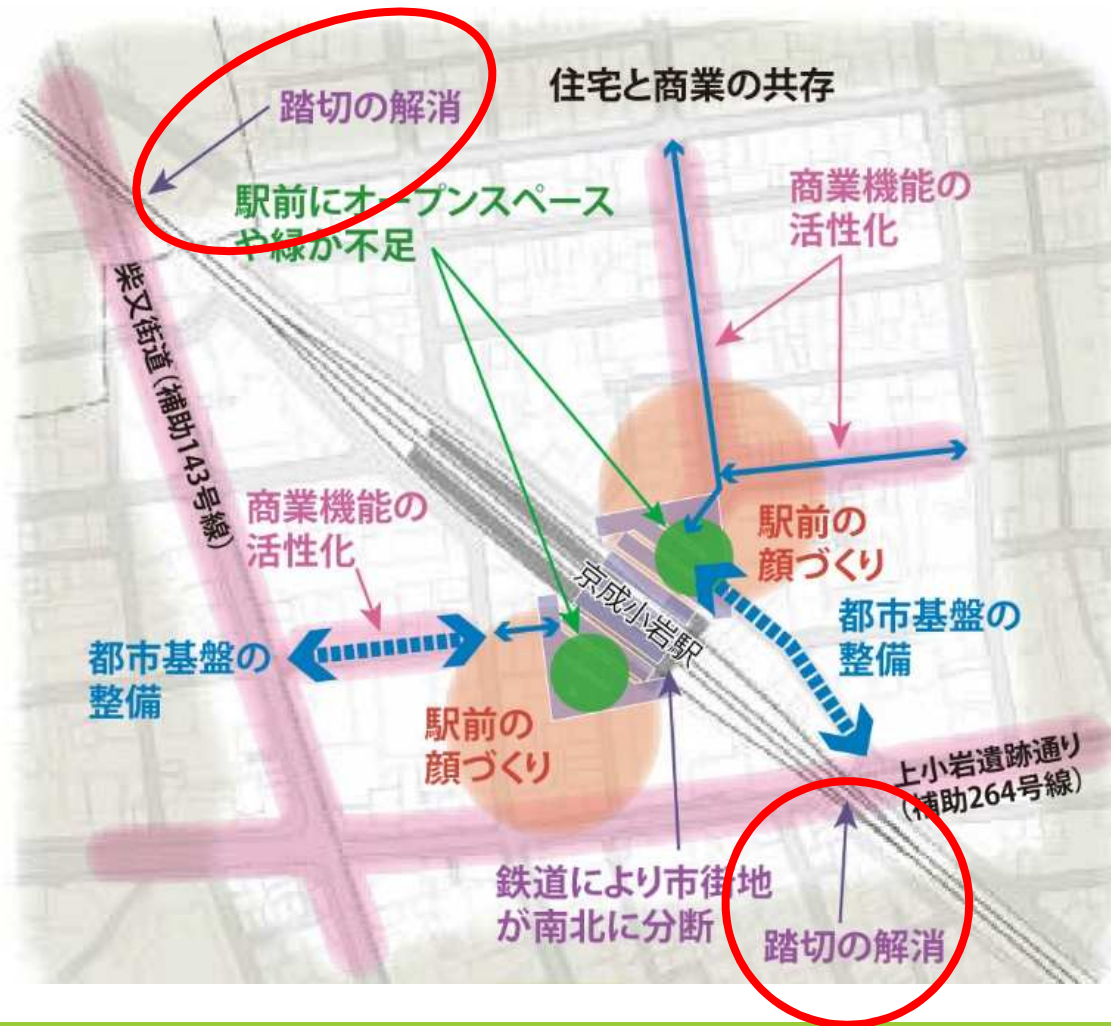 住宅と商業の共存
踏切の解消
商業機能の
活性化
駅前にオープンスペース
や緑が不足
柴又街道（補助143号線）
商業機能の
活性化
駅前の
顔づくり
京成小岩駅
都市基盤の
整備
都市基盤の
整備
駅前の
顔づくり
上小岩遺跡通り
（補助264号線）
鉄道により市街地
が南北に分断
踏切の解消